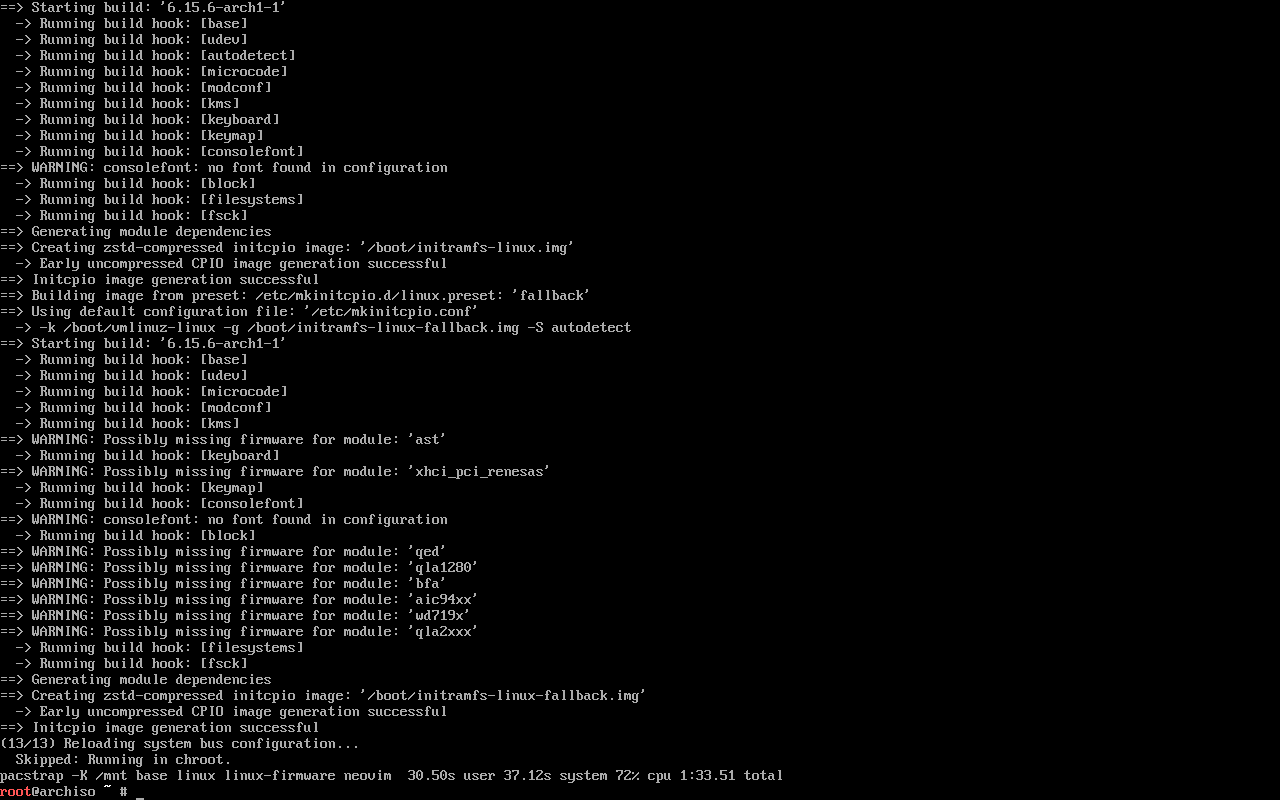 ==> Starting build: '6.15.6-arch1-1'
  -> Running build hook: [base]
  -> Running build hook: [udev]
  -> Running build hook: [autodetect]
  -> Running build hook: [microcode]
  -> Running build hook: [modconf]
  -> Running build hook: [kms]
  -> Running build hook: [keyboard]
  -> Running build hook: [keymap]
  -> Running build hook: [consolefont]
==> WARNING: consolefont: no font found in configuration
  -> Running build hook: [block]
  -> Running build hook: [filesystems]
  -> Running build hook: [fsck]
==> Generating module dependencies
==> Creating zstd-compressed initcpio image: '/boot/initramfs-linux.img'
  -> Early uncompressed CPIO image generation successful
==> Initcpio image generation successful
==> Building image from preset: /etc/mkinitcpio.d/linux.preset: 'fallback'
==> Using default configuration file: '/etc/mkinitcpio.conf'
  -> -k /boot/vmlinuz-linux -g /boot/initramfs-linux-fallback.img -S autodetect
==> Starting build: '6.15.6-arch1-1'
  -> Running build hook: [base]
  -> Running build hook: [udev]
  -> Running build hook: [microcode]
  -> Running build hook: [modconf]
  -> Running build hook: [kms]
==> WARNING: Possibly missing firmware for module: 'ast'
  -> Running build hook: [keyboard]
==> WARNING: Possibly missing firmware for module: 'xhci_pci_renesas'
  -> Running build hook: [keymap]
  -> Running build hook: [consolefont]
==> WARNING: consolefont: no font found in configuration
  -> Running build hook: [block]
==> WARNING: Possibly missing firmware for module: 'qed'
==> WARNING: Possibly missing firmware for module: 'qla1280'
==> WARNING: Possibly missing firmware for module: 'bfa'
==> WARNING: Possibly missing firmware for module: 'aic94xx'
==> WARNING: Possibly missing firmware for module: 'wd719x'
==> WARNING: Possibly missing firmware for module: 'qla2xxx'
  -> Running build hook: [filesystems]
  -> Running build hook: [fsck]
==> Generating module dependencies
==> Creating zstd-compressed initcpio image: '/boot/initramfs-linux-fallback.img'
  -> Early uncompressed CPIO image generation successful
==> Initcpio image generation successful
(13/13) Reloading system bus configuration...
  Skipped: Running in chroot.
pacstrap -K /mnt base linux linux-firmware neovim  30.50s user 37.12s system 72% cpu 1:33.51 total
root@archiso ~ # _